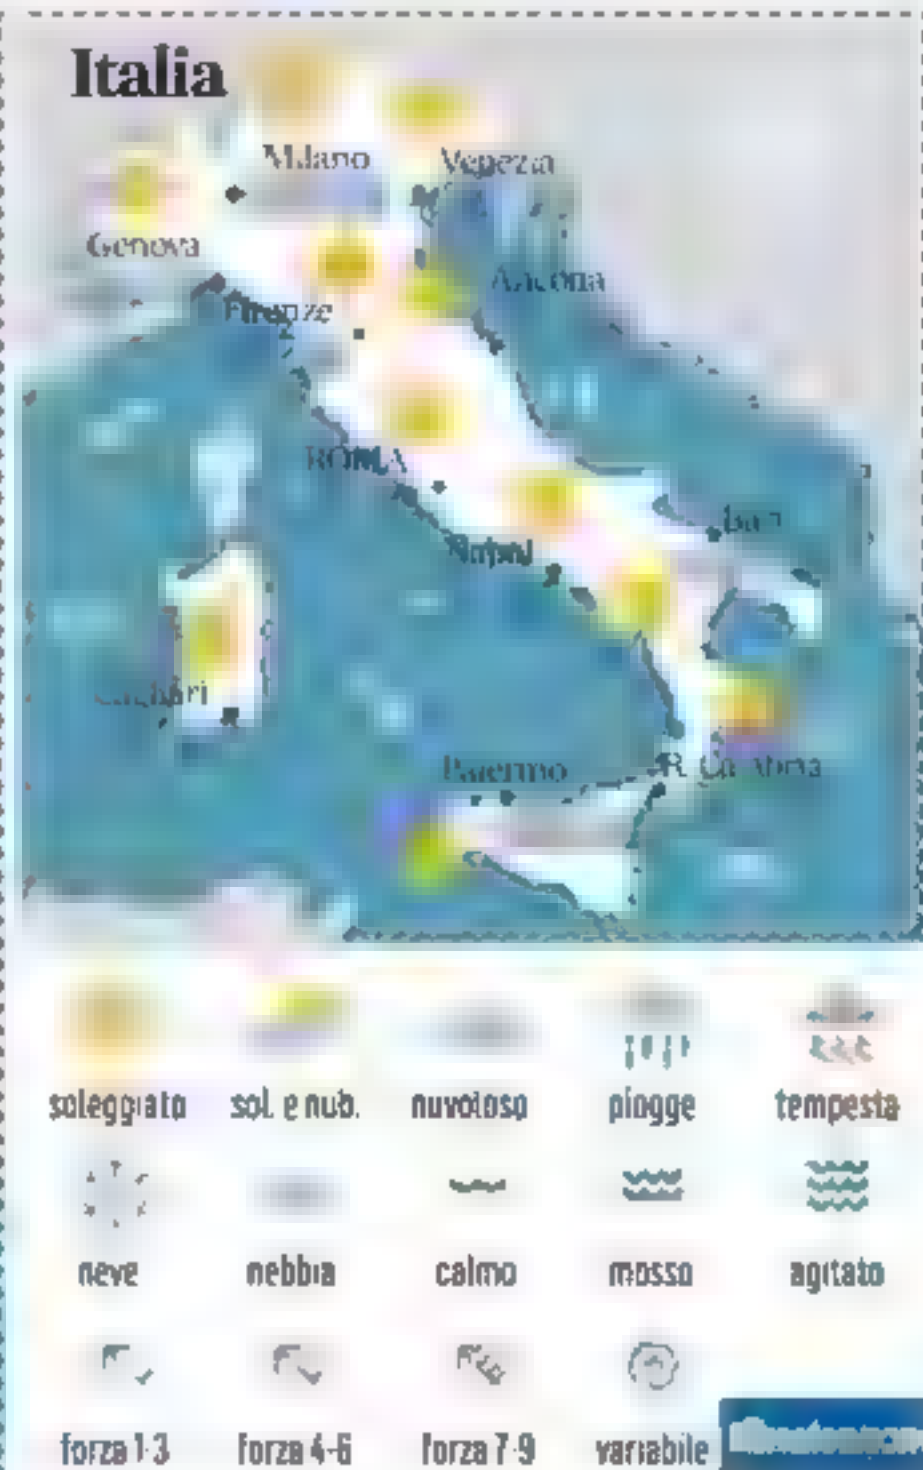 Italia
Milano
Venezia
Genova
Ancona
Firenze
ROMA
Bari
Napoli
Cagliari
Palermo
R. Calabria
soleggiato sol. e nub. nuvoloso piogge tempesta
neve nebbia calmo mosso agitato
forza 1-3 forza 4-6 forza 7-9 variabile